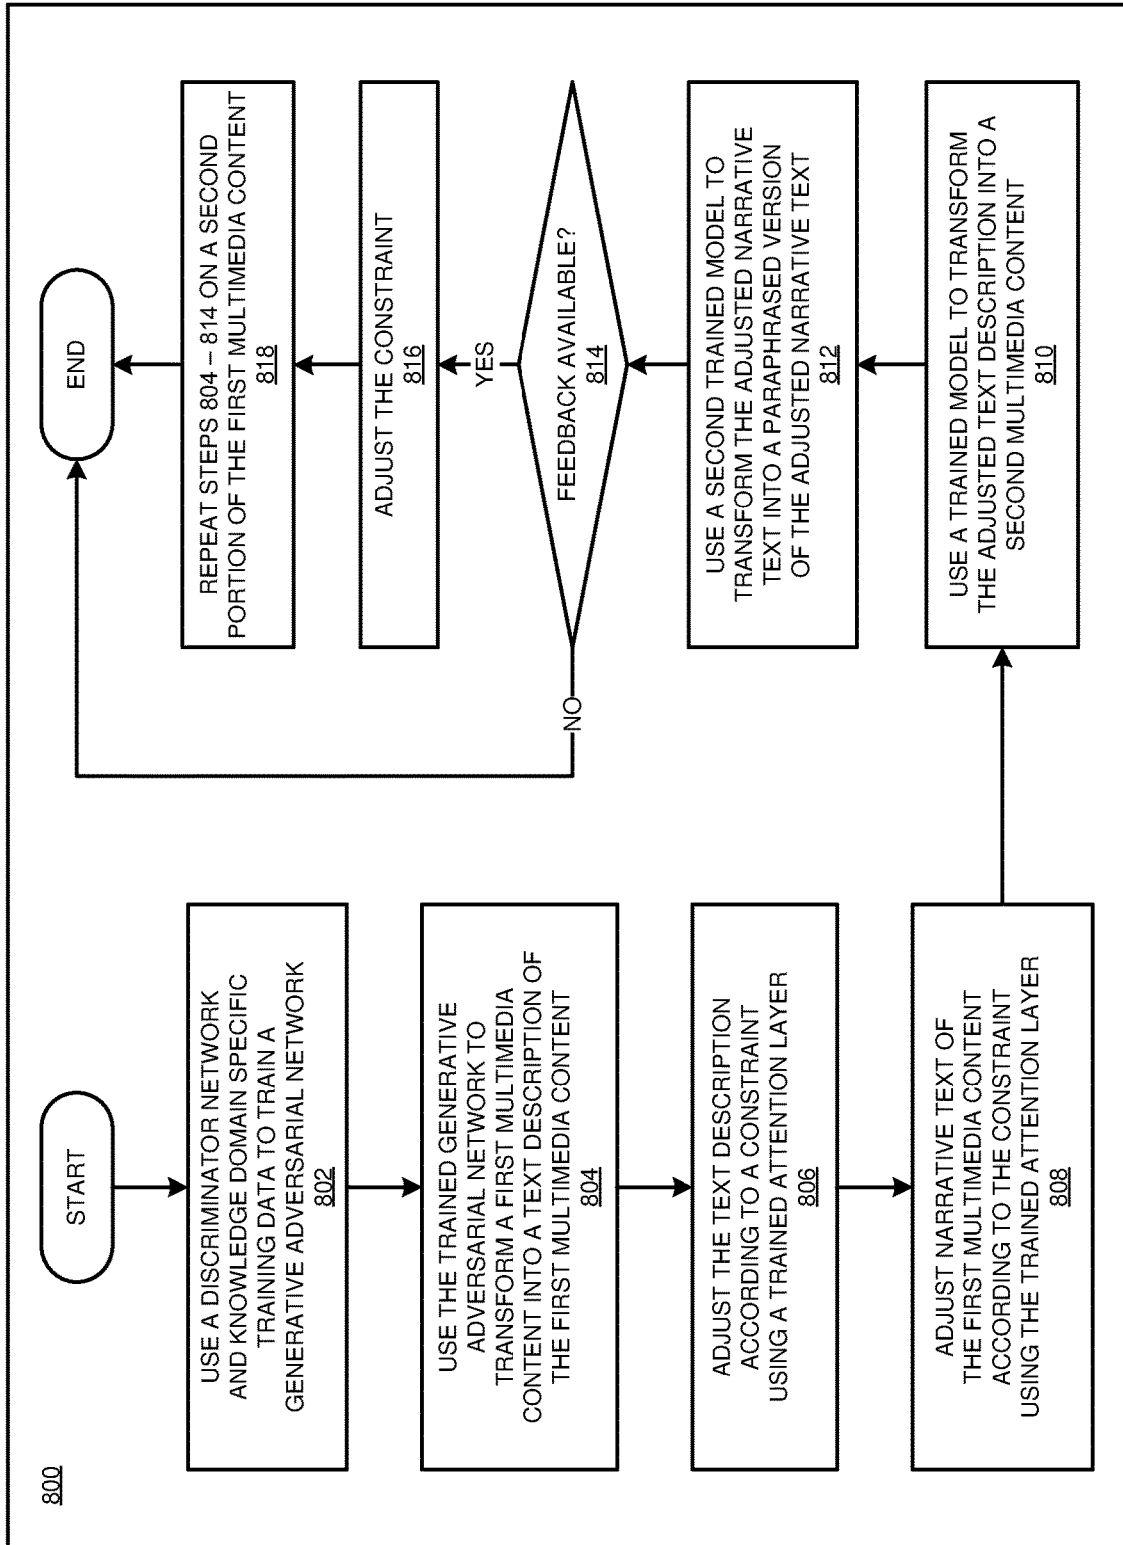 800
START
USE A DISCRIMINATOR NETWORK
AND KNOWLEDGE DOMAIN SPECIFIC
TRAINING DATA TO TRAIN A
GENERATIVE ADVERSARIAL NETWORK
802
USE THE TRAINED GENERATIVE
ADVERSARIAL NETWORK TO
TRANSFORM A FIRST MULTIMEDIA
CONTENT INTO A TEXT DESCRIPTION OF
THE FIRST MULTIMEDIA CONTENT
804
ADJUST THE TEXT DESCRIPTION
ACCORDING TO A CONSTRAINT
USING A TRAINED ATTENTION LAYER
806
ADJUST NARRATIVE TEXT OF
THE FIRST MULTIMEDIA CONTENT
ACCORDING TO THE CONSTRAINT
USING THE TRAINED ATTENTION LAYER
808
USE A TRAINED MODEL TO TRANSFORM
THE ADJUSTED TEXT DESCRIPTION INTO A
SECOND MULTIMEDIA CONTENT
810
USE A SECOND TRAINED MODEL TO
TRANSFORM THE ADJUSTED NARRATIVE
TEXT INTO A PARAPHRASED VERSION
OF THE ADJUSTED NARRATIVE TEXT
812
FEEDBACK AVAILABLE?
814
NO
YES
ADJUST THE CONSTRAINT
816
REPEAT STEPS 804 – 814 ON A SECOND
PORTION OF THE FIRST MULTIMEDIA CONTENT
818
END